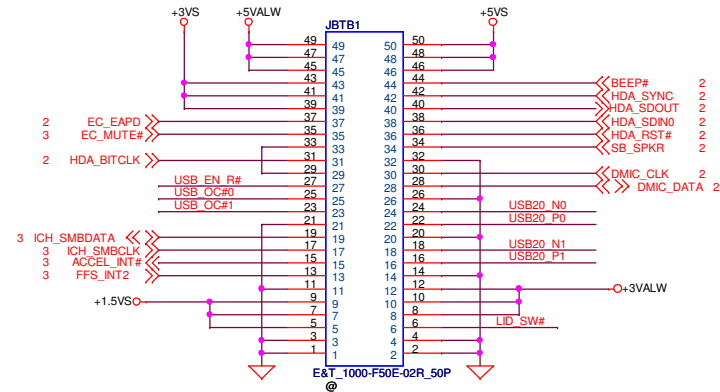 +3VS +5VALW +5VS
JBTB1
49 49 50 50
47 47 48 48
45 45 46 46
43 43 44 44 BEEP# 2
41 41 42 42 HDA_SYNC 2
39 39 40 40 HDA_SDOUT 2
2 EC_EAPD 37 37 38 38 HDA_SDIN0 2
3 EC_MUTE# 35 35 36 36 HDA_RST# 2
33 33 34 34 SB_SPKR 2
2 HDA_BITCLK 31 31 32 32
29 29 30 30 DMIC_CLK 2
USB_EN_R# 27 27 28 28 DMIC_DATA 2
USB_OC#0 25 25 26 26
USB_OC#1 23 23 24 24 USB20_N0
21 21 22 22 USB20_P0
3 ICH_SMBDATA 19 19 20 20
3 ICH_SMBCLK 17 17 18 18 USB20_N1
3 ACCEL_INT# 15 15 16 16 USB20_P1
3 FFS_INT2 13 13 14 14
11 11 12 12 +3VALW
+1.5VS 9 9 10 10
7 7 8 8
5 5 6 6 LID_SW#
3 3 4 4
1 1 2 2
E&T_1000-F50E-02R_50P
@